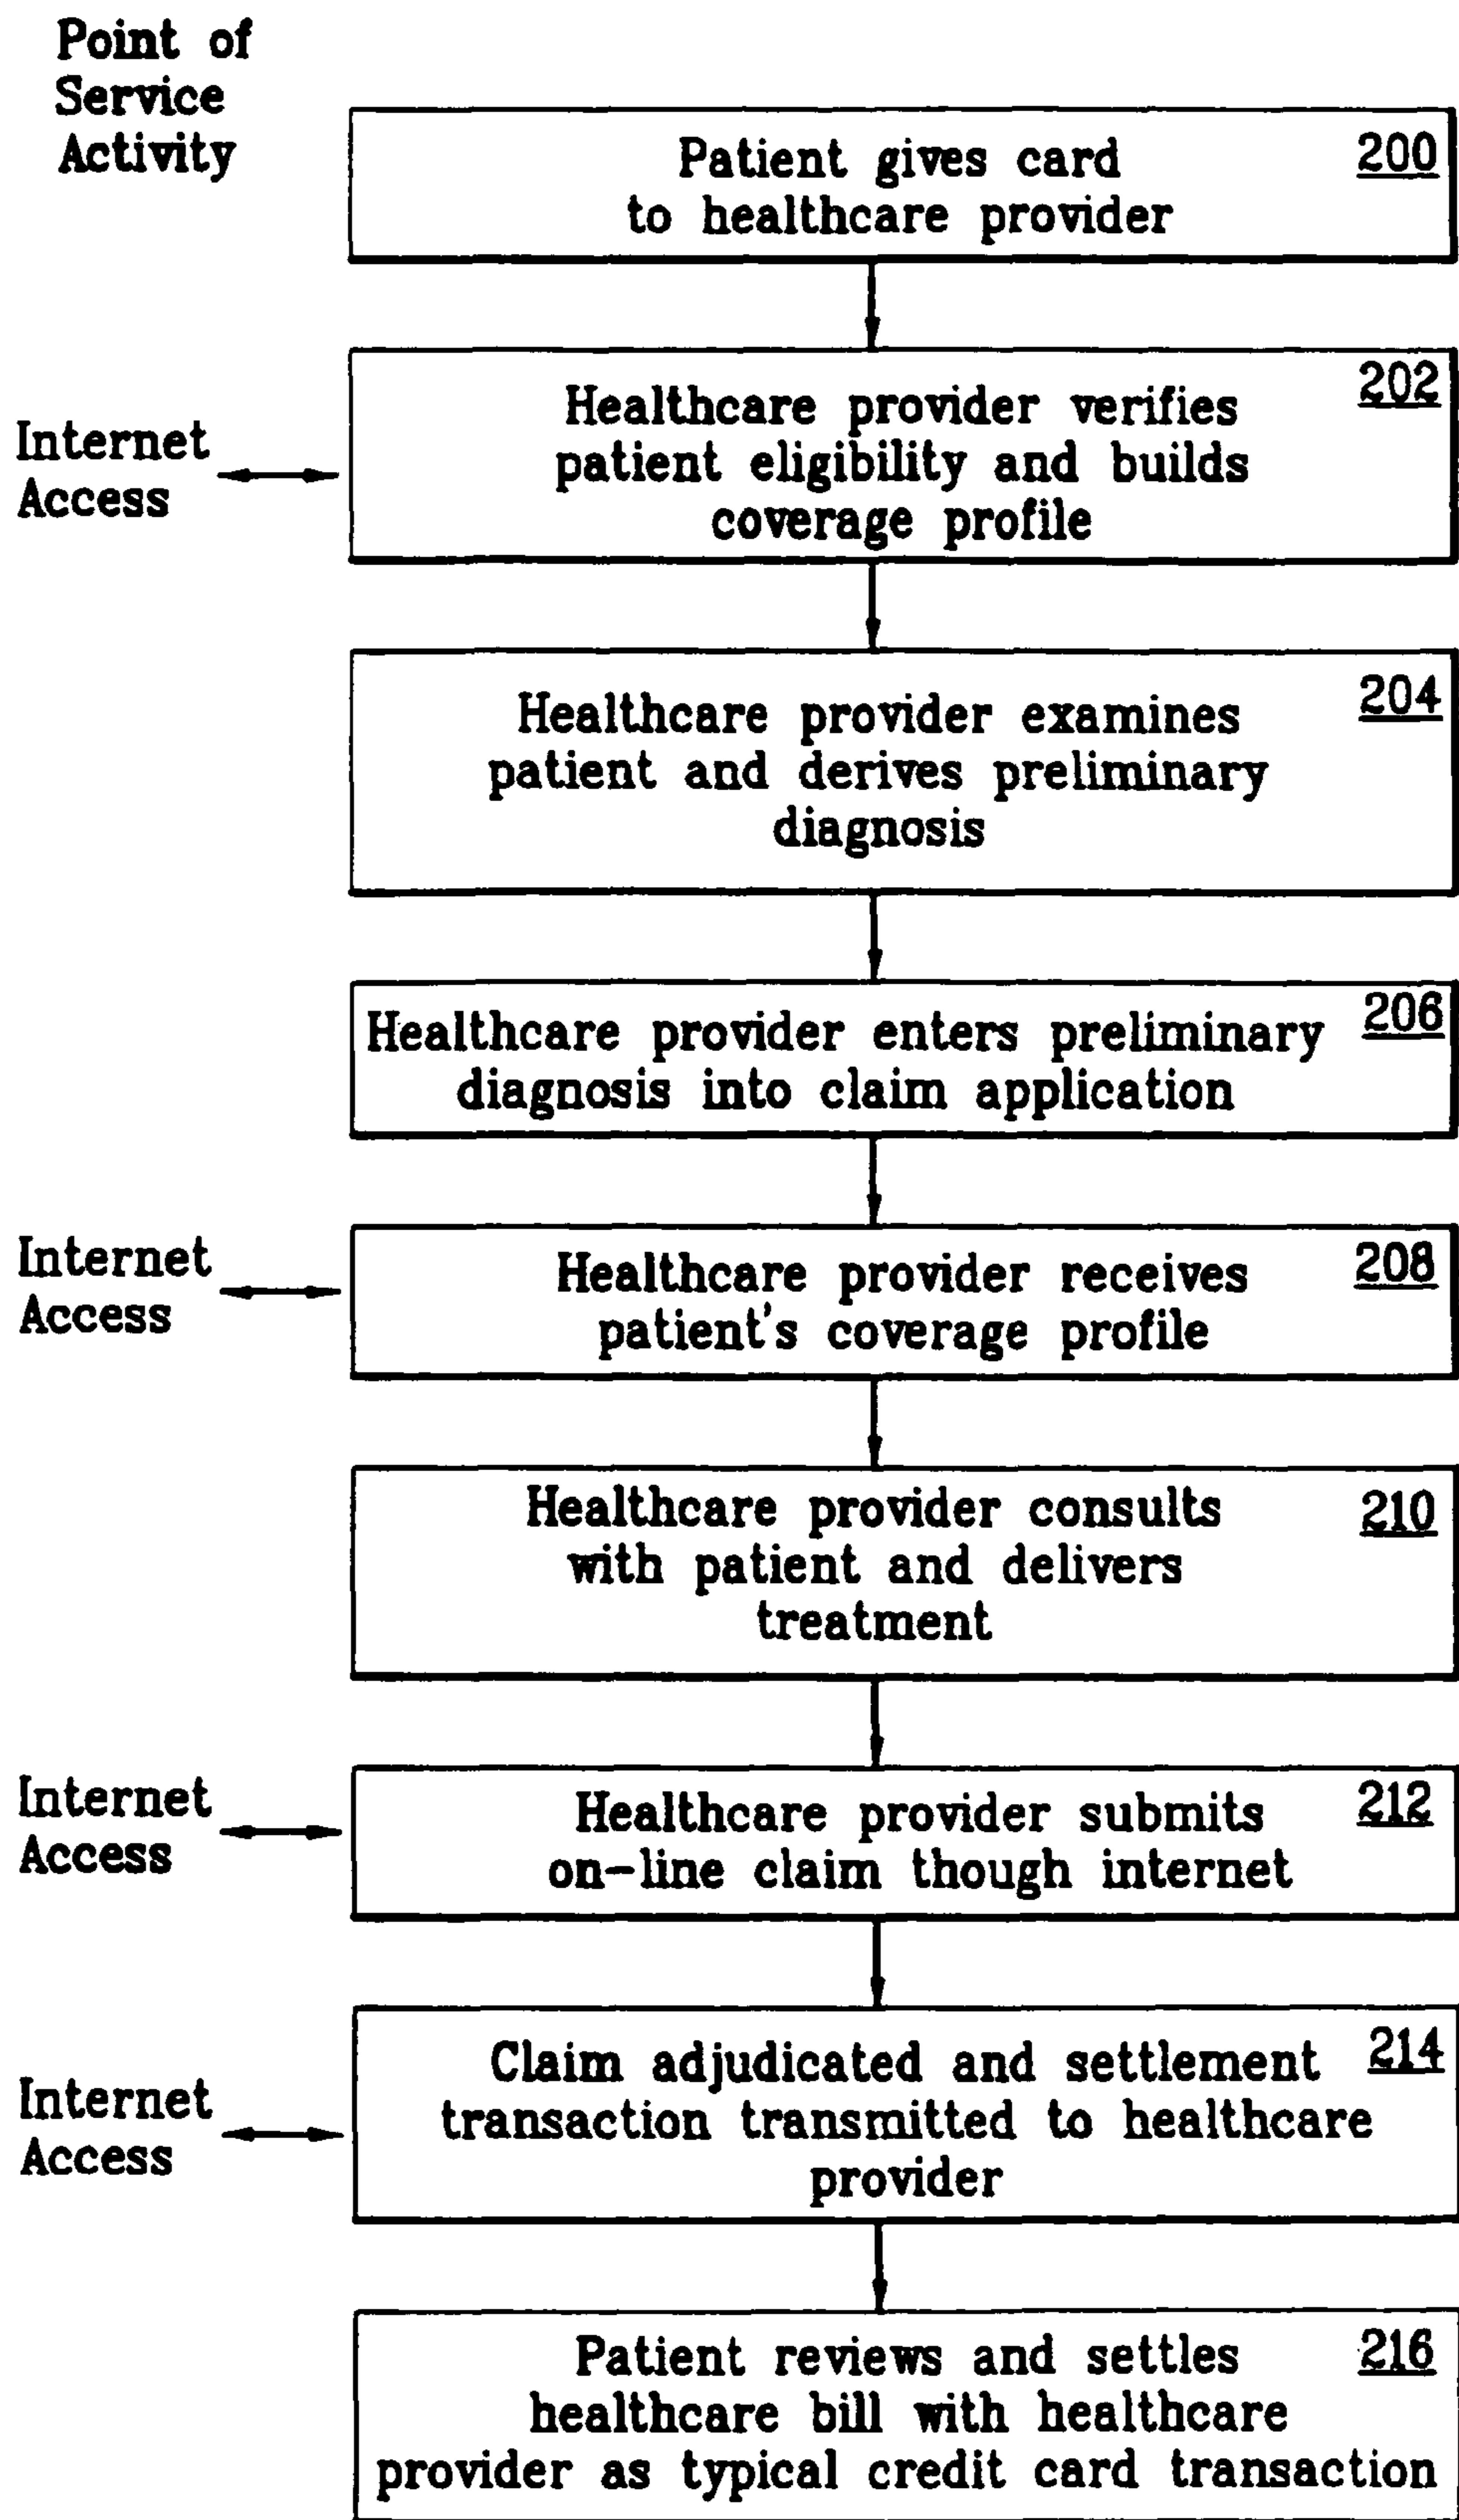 Point of
Service
Activity
Patient gives card
to healthcare provider
200
Internet
Access
Healthcare provider verifies
patient eligibility and builds
coverage profile
202
Healthcare provider examines
patient and derives preliminary
diagnosis
204
Healthcare provider enters preliminary
diagnosis into claim application
206
Internet
Access
Healthcare provider receives
patient's coverage profile
208
Healthcare provider consults
with patient and delivers
treatment
210
Internet
Access
Healthcare provider submits
on-line claim though internet
212
Internet
Access
Claim adjudicated and settlement
transaction transmitted to healthcare
provider
214
Patient reviews and settles
healthcare bill with healthcare
provider as typical credit card transaction
216